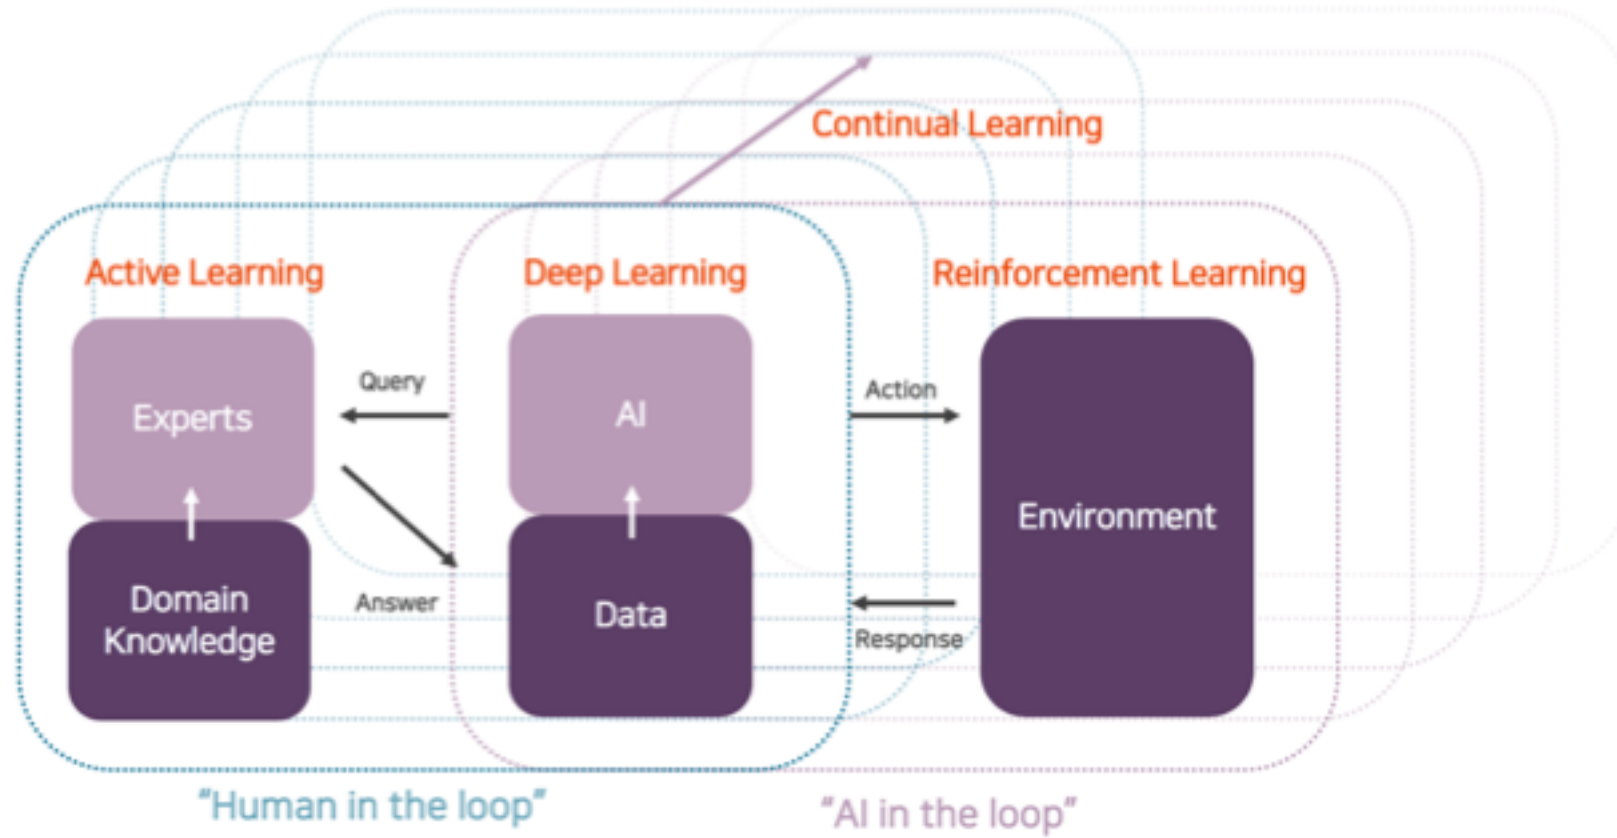 Continual Learning
Active Learning
Deep Learning
Reinforcement Learning
Query
Action
Experts
AI
Environment
Domain
Knowledge
Answer
Data
Response
"Human in the loop"
"AI in the loop"